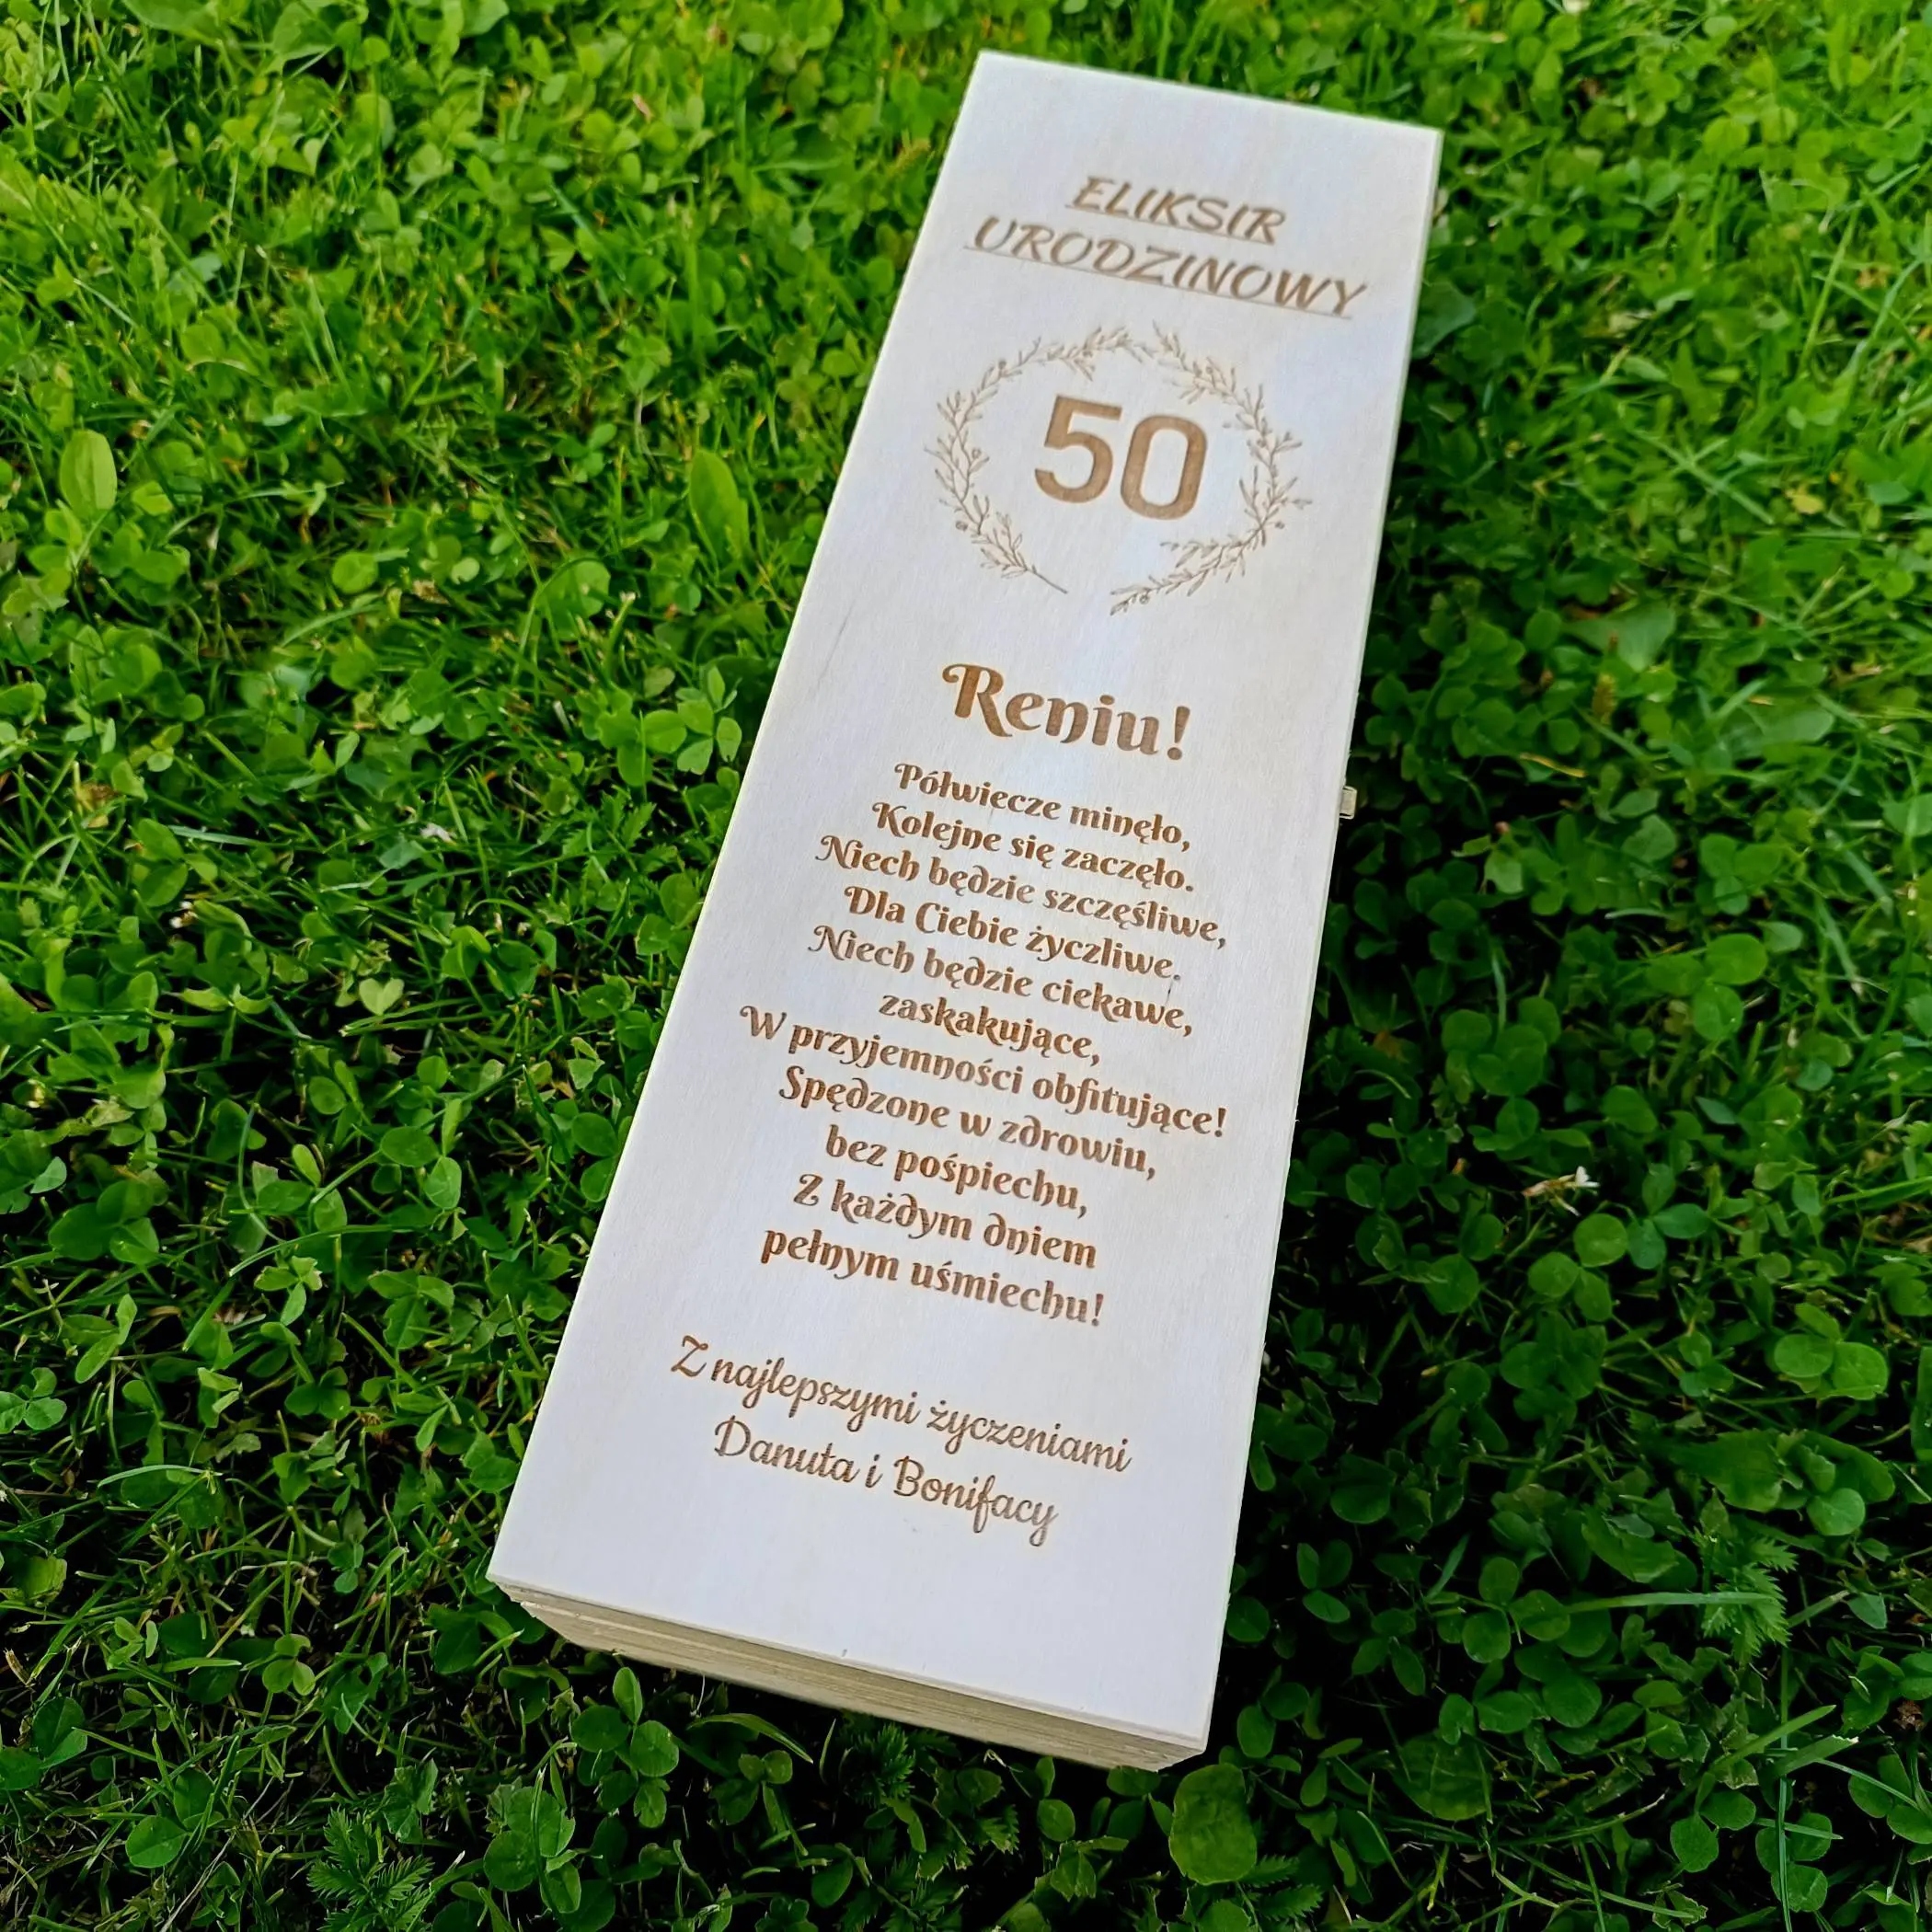 ELIKSIR
URODZINOWY
50
Reniu!
Półwiecze minęło,
Kolejne się zaczęło.
Niech będzie szczęśliwe,
Dla Ciebie życzliwe.
Niech będzie ciekawe,
zaskakujące,
W przyjemności obfitujące!
Spędzone w zdrowiu,
bez pośpiechu,
Z każdym dniem
pełnym uśmiechu!
Z najlepszymi życzeniami
Danuta i Bonifacy